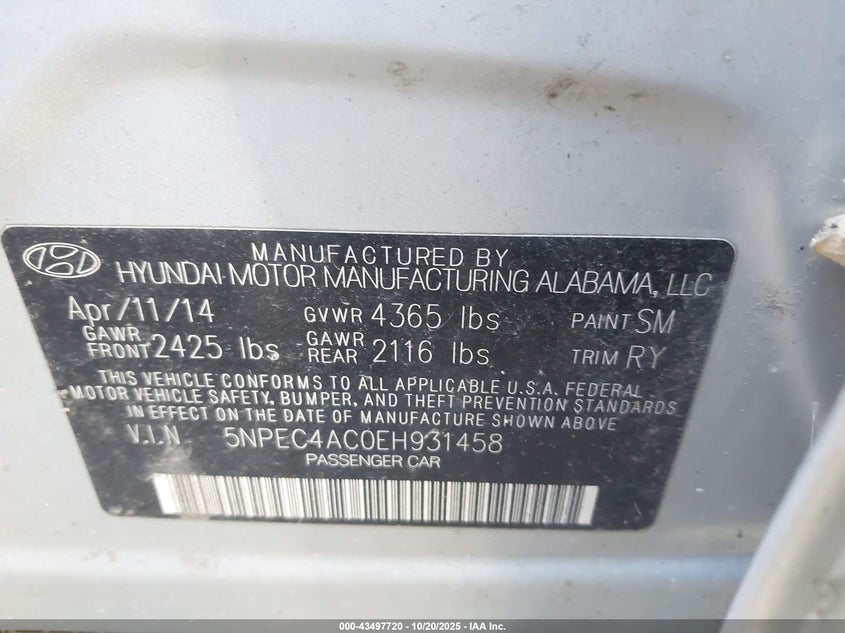 MANUFACTURED BY
HYUNDAI MOTOR MANUFACTURING ALABAMA, LLC
Apr/11/14 GVWR 4365 lbs PAINT SM
GAWR FRONT 2425 lbs GAWR REAR 2116 lbs TRIM RY
THIS VEHICLE CONFORMS TO ALL APPLICABLE U.S.A. FEDERAL
MOTOR VEHICLE SAFETY, BUMPER, AND THEFT PREVENTION STANDARDS
IN EFFECT ON THE DATE OF MANUFACTURE SHOWN ABOVE
V.I.N 5NPEC4AC0EH931458
PASSENGER CAR
000-43497720 | 10/20/2025 - IAA Inc.